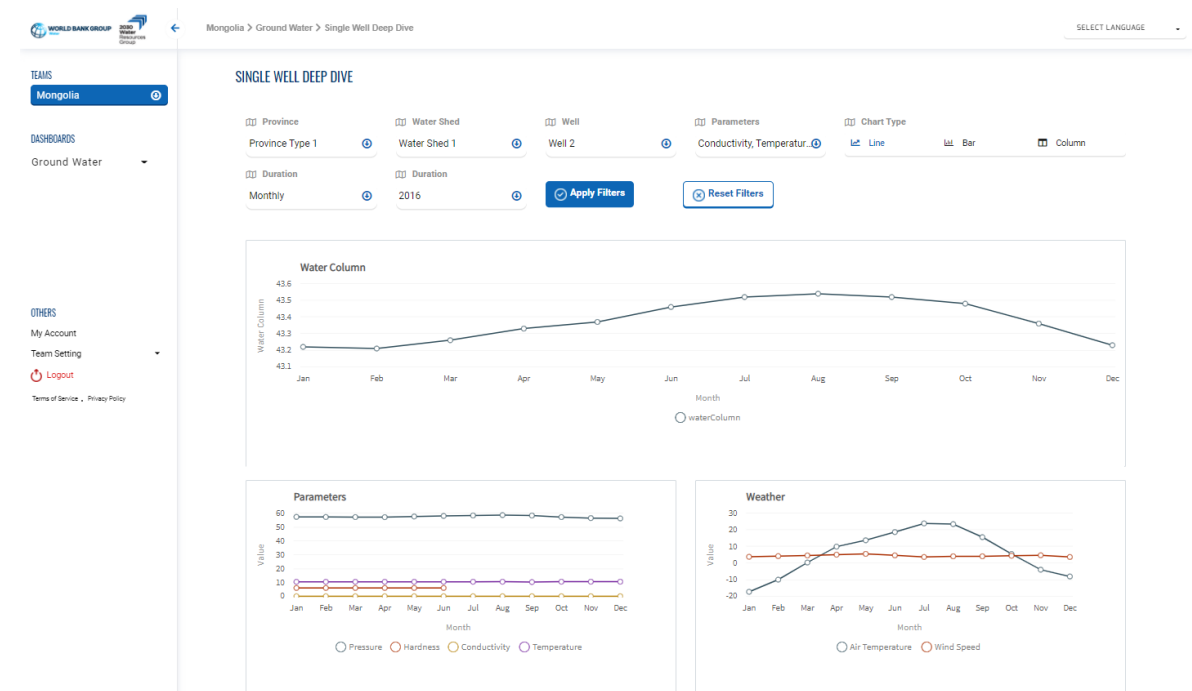 WORLD BANK GROUP
Water
2030
Water
Resources
Group
Mongolia > Ground Water > Single Well Deep Dive
SELECT LANGUAGE
TEAMS
Mongolia
DASHBOARDS
Ground Water
OTHERS
My Account
Team Setting
Logout
Terms of Service , Privacy Policy
SINGLE WELL DEEP DIVE
Province
Water Shed
Well
Parameters
Chart Type
Province Type 1
Water Shed 1
Well 2
Conductivity, Temperatur...
Line
Bar
Column
Duration
Duration
Monthly
2016
Apply Filters
Reset Filters
Water Column
43.6
43.5
43.4
43.3
43.2
43.1
Water Column
Jan Feb Mar Apr May Jun Jul Aug Sep Oct Nov Dec
Month
waterColumn
Parameters
60
50
40
30
20
10
0
Value
Jan Feb Mar Apr May Jun Jul Aug Sep Oct Nov Dec
Month
Pressure Hardness Conductivity Temperature
Weather
30
20
10
0
-10
-20
Value
Jan Feb Mar Apr May Jun Jul Aug Sep Oct Nov Dec
Month
Air Temperature Wind Speed